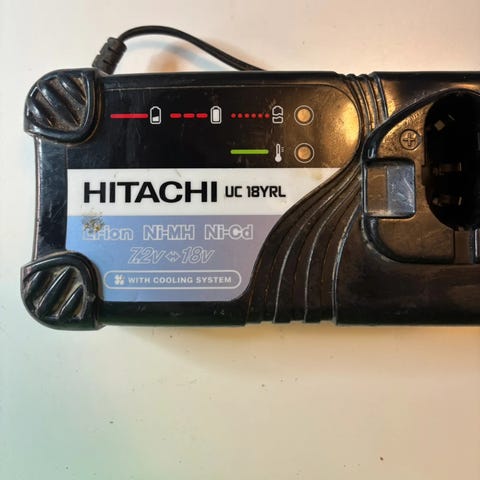 HITACHI UC 18YRL
Li-ion Ni-MH Ni-Cd
7.2v⇔18v
WITH COOLING SYSTEM